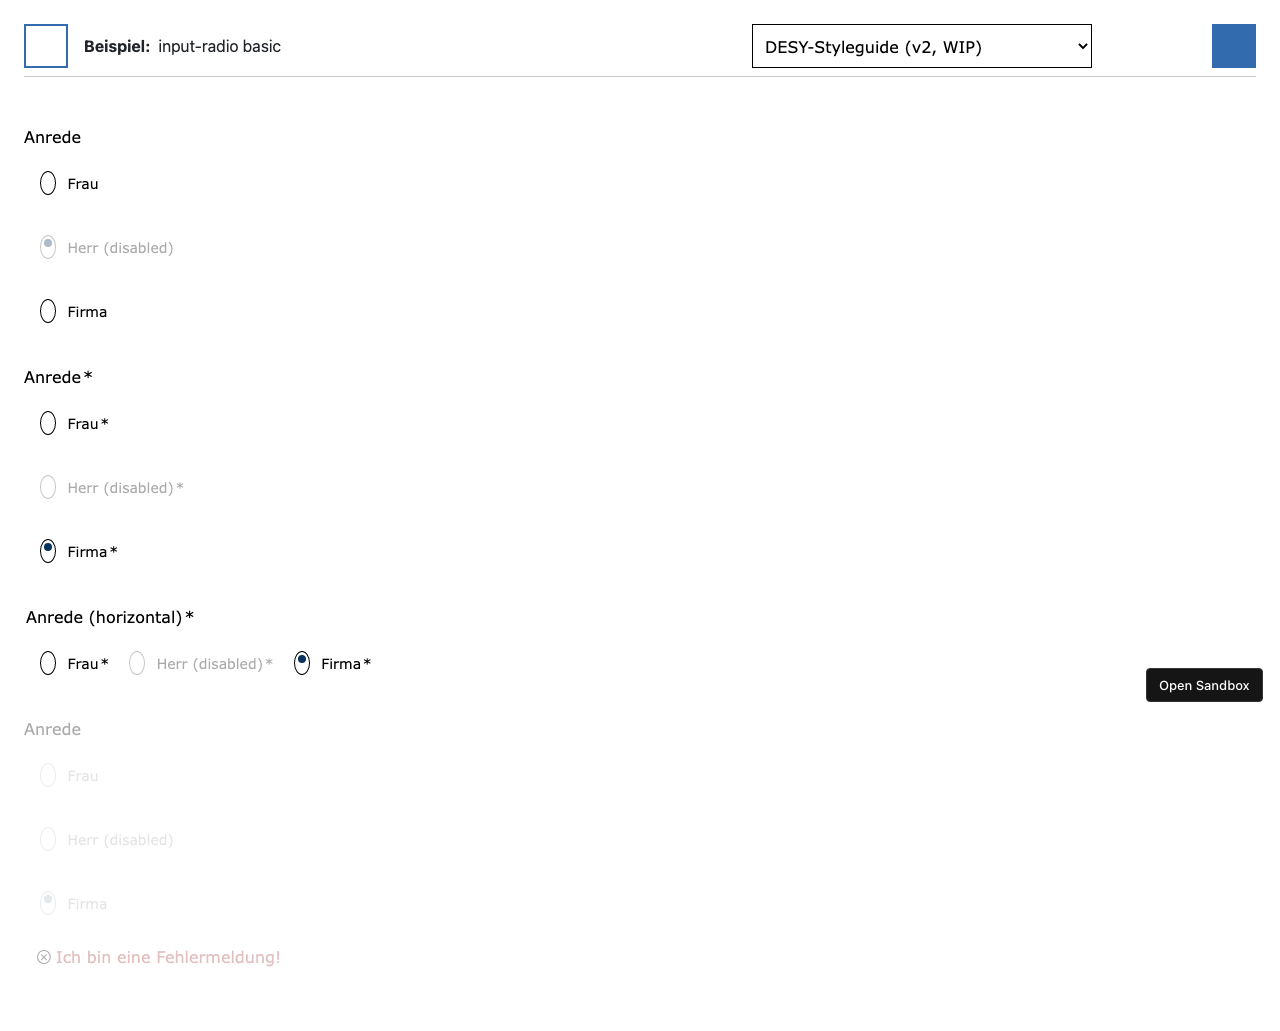 Beispiel: input-radio basic
DESY-Styleguide (v2, WIP)
Anrede
Frau
Herr (disabled)
Firma
Anrede*
Frau*
Herr (disabled)*
Firma*
Anrede (horizontal)*
Frau* Herr (disabled)* Firma*
Open Sandbox
Anrede
Frau
Herr (disabled)
Firma
Ich bin eine Fehlermeldung!